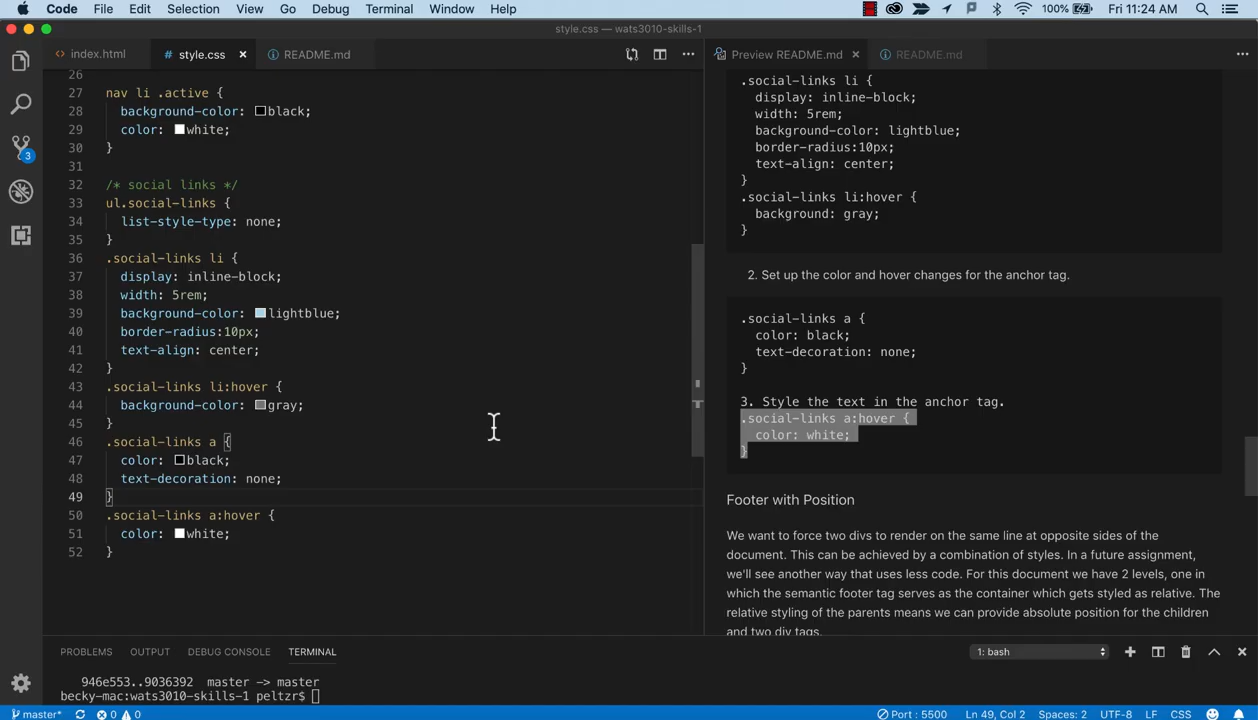 Code File Edit Selection View Go Debug Terminal Window Help 100% Fri 11:24 AM
style.css — wats3010-skills-1
<> index.html # style.css × README.md
Preview README.md × README.md
26
27 nav li .active {
28 background-color: black;
29 color: white;
30 }
31
32 /* social links */
33 ul.social-links {
34 list-style-type: none;
35 }
36 .social-links li {
37 display: inline-block;
38 width: 5rem;
39 background-color: lightblue;
40 border-radius:10px;
41 text-align: center;
42 }
43 .social-links li:hover {
44 background-color: gray;
45 }
46 .social-links a {
47 color: black;
48 text-decoration: none;
49 }
50 .social-links a:hover {
51 color: white;
52 }
3
.social-links li {
display: inline-block;
width: 5rem;
background-color: lightblue;
border-radius:10px;
text-align: center;
}
.social-links li:hover {
background: gray;
}
2. Set up the color and hover changes for the anchor tag.
.social-links a {
color: black;
text-decoration: none;
}
3. Style the text in the anchor tag.
.social-links a:hover {
color: white;
}
Footer with Position
We want to force two divs to render on the same line at opposite sides of the
document. This can be achieved by a combination of styles. In a future assignment,
we'll see another way that uses less code. For this document we have 2 levels, one in
which the semantic footer tag serves as the container which gets styled as relative. The
relative styling of the parents means we can provide absolute position for the children
and two div tags.
PROBLEMS OUTPUT DEBUG CONSOLE TERMINAL 1: bash
946e553..9036392 master -> master
becky-mac:wats3010-skills-1 peltzr$
master* 0 0 Port : 5500 Ln 49, Col 2 Spaces: 2 UTF-8 LF CSS